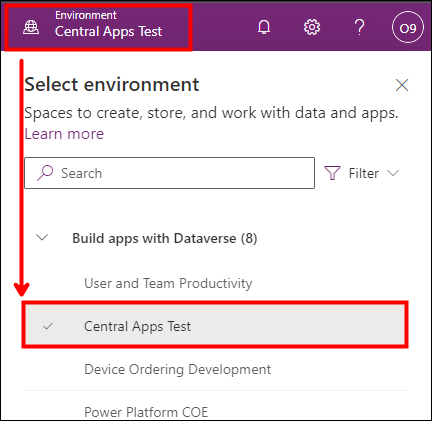 Environment
Central Apps Test
O9
Select environment
Spaces to create, store, and work with data and apps.
Learn more
Search
Filter
Build apps with Dataverse (8)
User and Team Productivity
Central Apps Test
Device Ordering Development
Power Platform COE